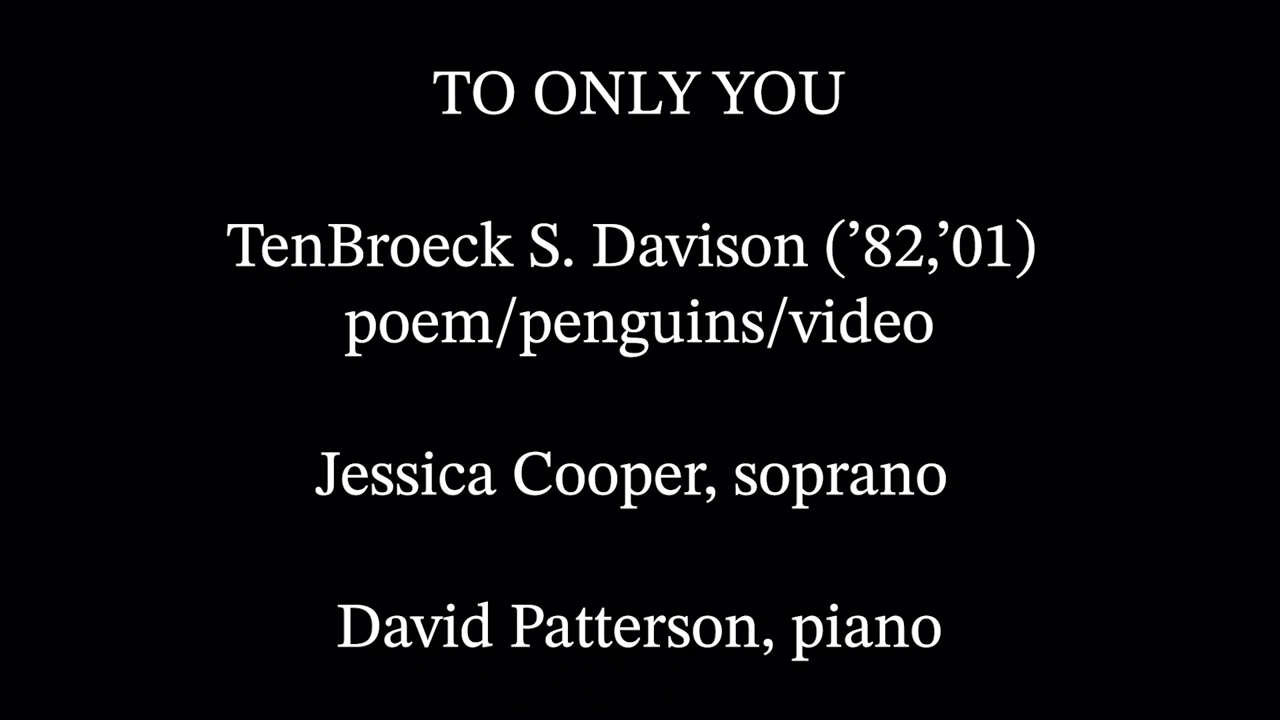 TO ONLY YOU
TenBroeck S. Davison (’82,’01)
poem/penguins/video
Jessica Cooper, soprano
David Patterson, piano